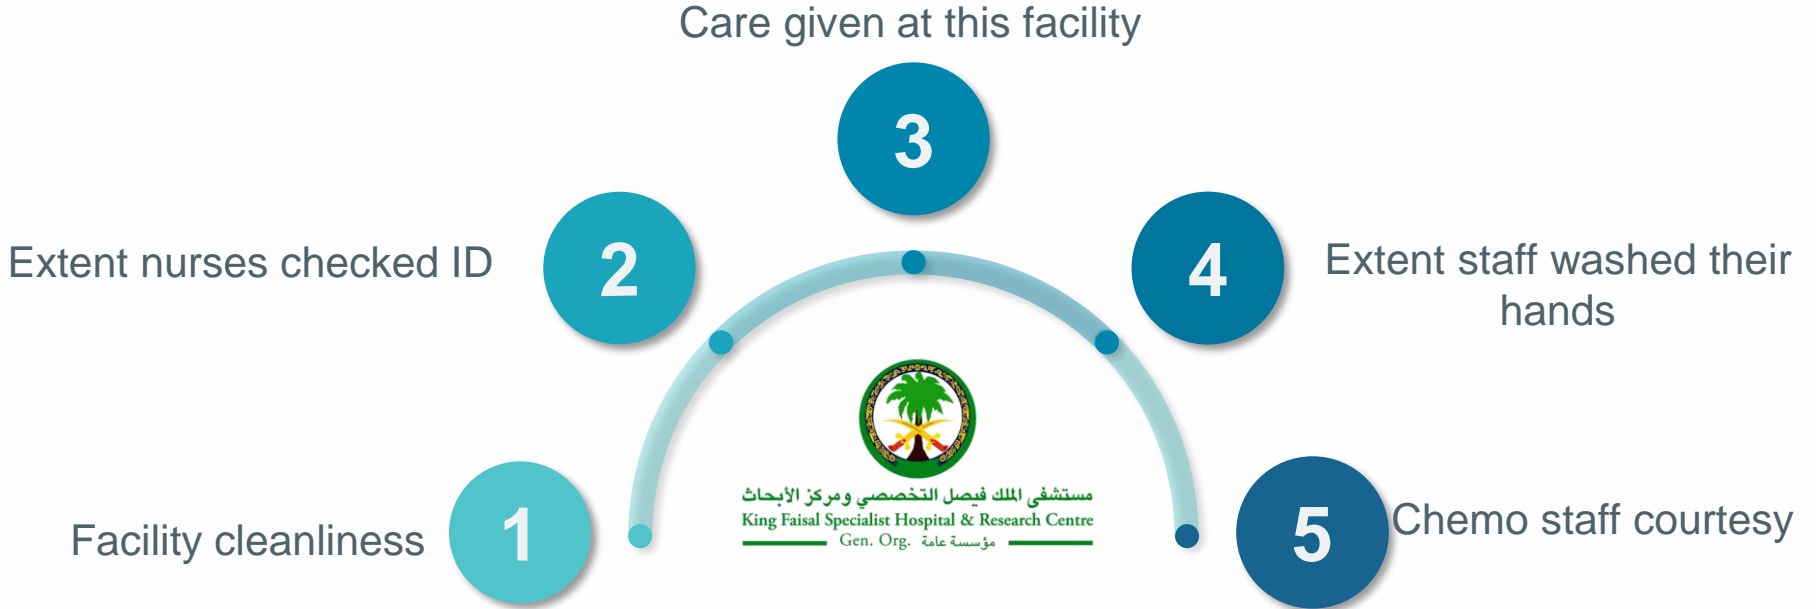 Care given at this facility
3
Extent nurses checked ID
2
4
Extent staff washed their
hands
مستشفى الملك فيصل التخصصي ومركز الأبحاث
King Faisal Specialist Hospital & Research Centre
Gen. Org. مؤسسة عامة
Facility cleanliness
1
5
Chemo staff courtesy